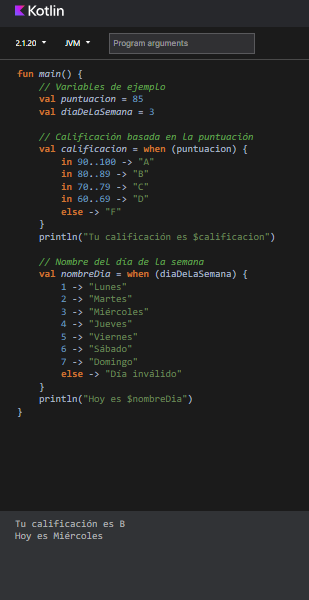 Kotlin
2.1.20 JVM Program arguments
fun main() {
    // Variables de ejemplo
    val puntuacion = 85
    val diaDeLaSemana = 3

    // Calificación basada en la puntuación
    val calificacion = when (puntuacion) {
        in 90..100 -> "A"
        in 80..89 -> "B"
        in 70..79 -> "C"
        in 60..69 -> "D"
        else -> "F"
    }
    println("Tu calificación es $calificacion")

    // Nombre del día de la semana
    val nombreDia = when (diaDeLaSemana) {
        1 -> "Lunes"
        2 -> "Martes"
        3 -> "Miércoles"
        4 -> "Jueves"
        5 -> "Viernes"
        6 -> "Sábado"
        7 -> "Domingo"
        else -> "Día inválido"
    }
    println("Hoy es $nombreDia")
}
Tu calificación es B
Hoy es Miércoles